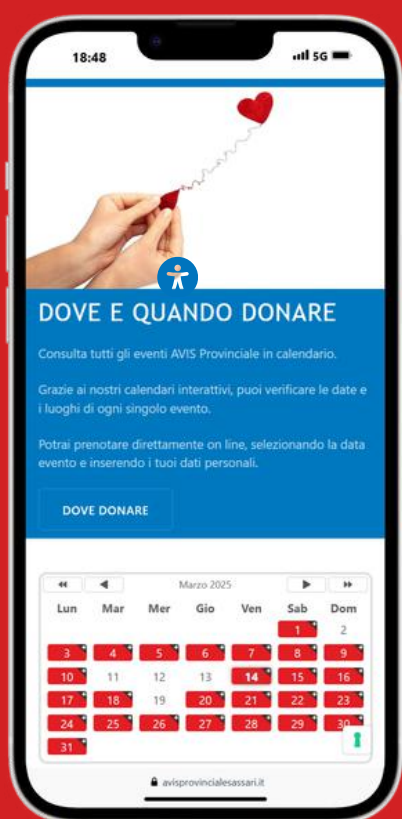 18:48
5G
DOVE E QUANDO DONARE
Consulta tutti gli eventi AVIS Provinciale in calendario.
Grazie ai nostri calendari interattivi, puoi verificare le date e
i luoghi di ogni singolo evento.
Potrai prenotare direttamente on line, selezionando la data
evento e inserendo i tuoi dati personali.
DOVE DONARE
Marzo 2025
Lun Mar Mer Gio Ven Sab Dom
1 2
3 4 5 6 7 8 9
10 11 12 13 14 15 16
17 18 19 20 21 22 23
24 25 26 27 28 29 30
31
avisprovincialesassari.it